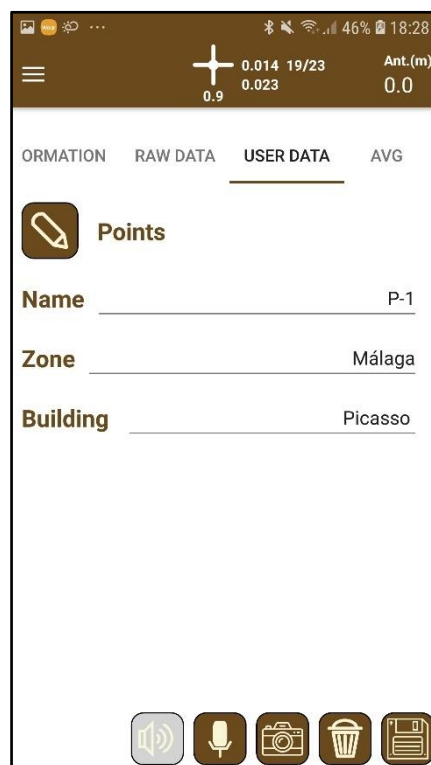 46% 18:28
0.014 19/23 Ant.(m)
0.9 0.023 0.0
ORMATION RAW DATA USER DATA AVG
Points
Name P-1
Zone Málaga
Building Picasso